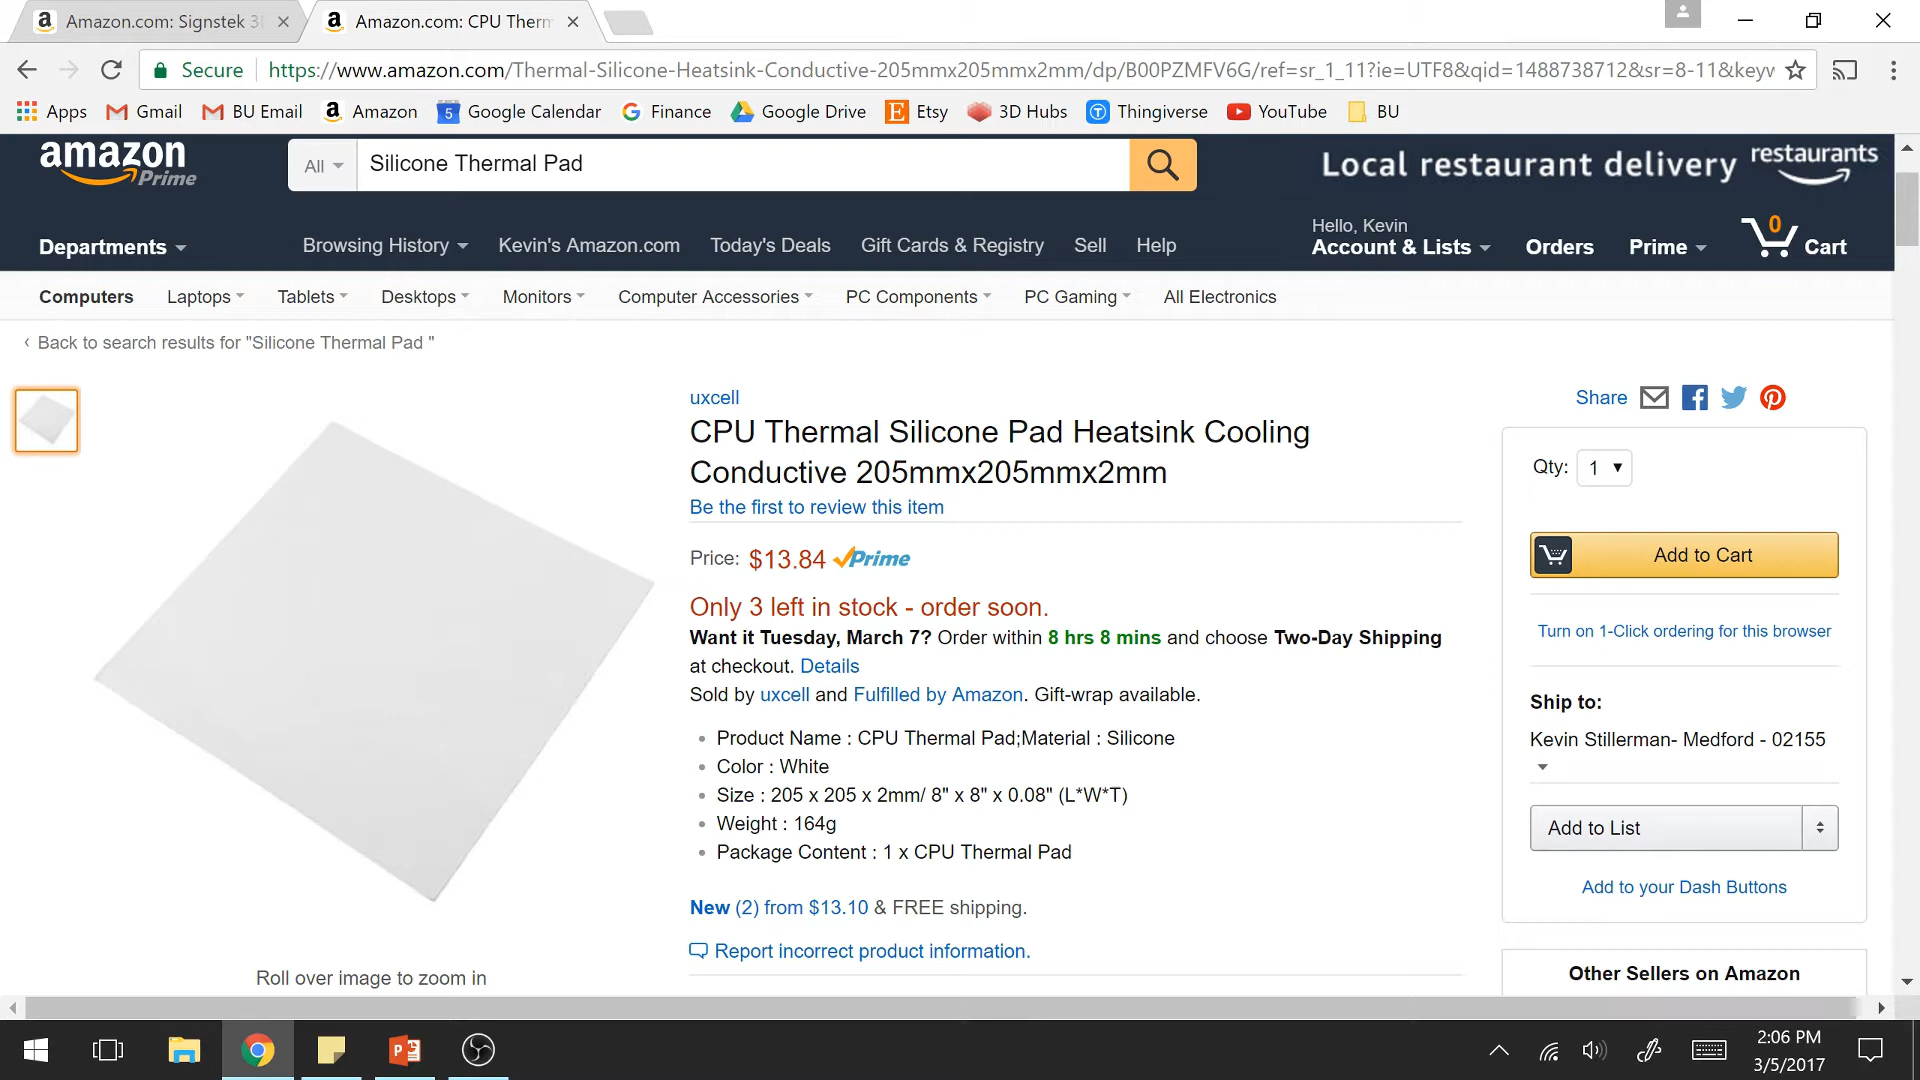 Amazon.com: Signstek 3
Amazon.com: CPU Therm
Secure
https://www.amazon.com/Thermal-Silicone-Heatsink-Conductive-205mmx205mmx2mm/dp/B00PZMFV6G/ref=sr_1_11?ie=UTF8&qid=1488738712&sr=8-11&keyw
Apps Gmail BU Email Amazon 5 Google Calendar Finance Google Drive Etsy 3D Hubs Thingiverse YouTube BU
amazon Prime
All
Silicone Thermal Pad
Local restaurant delivery
restaurants
Departments
Browsing History
Kevin's Amazon.com
Today's Deals
Gift Cards & Registry
Sell
Help
Hello, Kevin
Account & Lists
Orders
Prime
0
Cart
Computers Laptops Tablets Desktops Monitors Computer Accessories PC Components PC Gaming All Electronics
‹ Back to search results for "Silicone Thermal Pad "
uxcell
CPU Thermal Silicone Pad Heatsink Cooling
Conductive 205mmx205mmx2mm
Be the first to review this item
Price: $13.84 Prime
Only 3 left in stock - order soon.
Want it Tuesday, March 7? Order within 8 hrs 8 mins and choose Two-Day Shipping
at checkout. Details
Sold by uxcell and Fulfilled by Amazon. Gift-wrap available.
• Product Name : CPU Thermal Pad;Material : Silicone
• Color : White
• Size : 205 x 205 x 2mm/ 8" x 8" x 0.08" (L*W*T)
• Weight : 164g
• Package Content : 1 x CPU Thermal Pad
New (2) from $13.10 & FREE shipping.
Report incorrect product information.
Roll over image to zoom in
Share
Qty: 1
Add to Cart
Turn on 1-Click ordering for this browser
Ship to:
Kevin Stillerman- Medford - 02155
Add to List
Add to your Dash Buttons
Other Sellers on Amazon
2:06 PM
3/5/2017